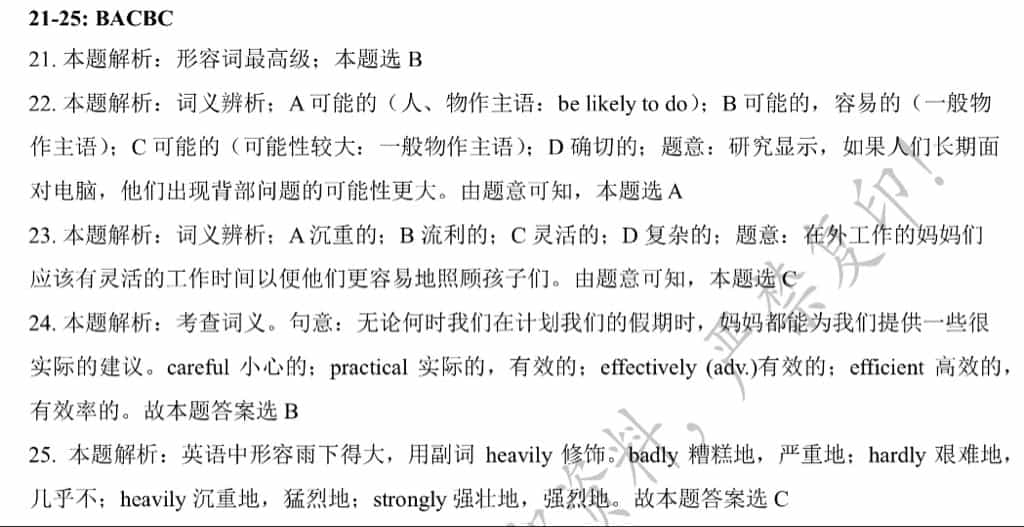 21-25: BACBC
21. 本题解析：形容词最高级；本题选 B
22. 本题解析：词义辨析；A 可能的（人、物作主语：be likely to do）；B 可能的，容易的（一般物
作主语）；C 可能的（可能性较大：一般物作主语）；D 确切的；题意：研究显示，如果人们长期面
对电脑，他们出现背部问题的可能性更大。由题意可知，本题选 A
23. 本题解析：词义辨析；A 沉重的；B 流利的；C 灵活的；D 复杂的；题意：在外工作的妈妈们
应该有灵活的工作时间以便他们更容易地照顾孩子们。由题意可知，本题选 C
24. 本题解析：考查词义。句意：无论何时我们在计划我们的假期时，妈妈都能为我们提供一些很
实际的建议。careful 小心的；practical 实际的，有效的；effectively (adv.)有效的；efficient 高效的，
有效率的。故本题答案选 B
25. 本题解析：英语中形容雨下得大，用副词 heavily 修饰。badly 糟糕地，严重地；hardly 艰难地，
几乎不；heavily 沉重地，猛烈地；strongly 强壮地，强烈地。故本题答案选 C
资料，严禁复印！